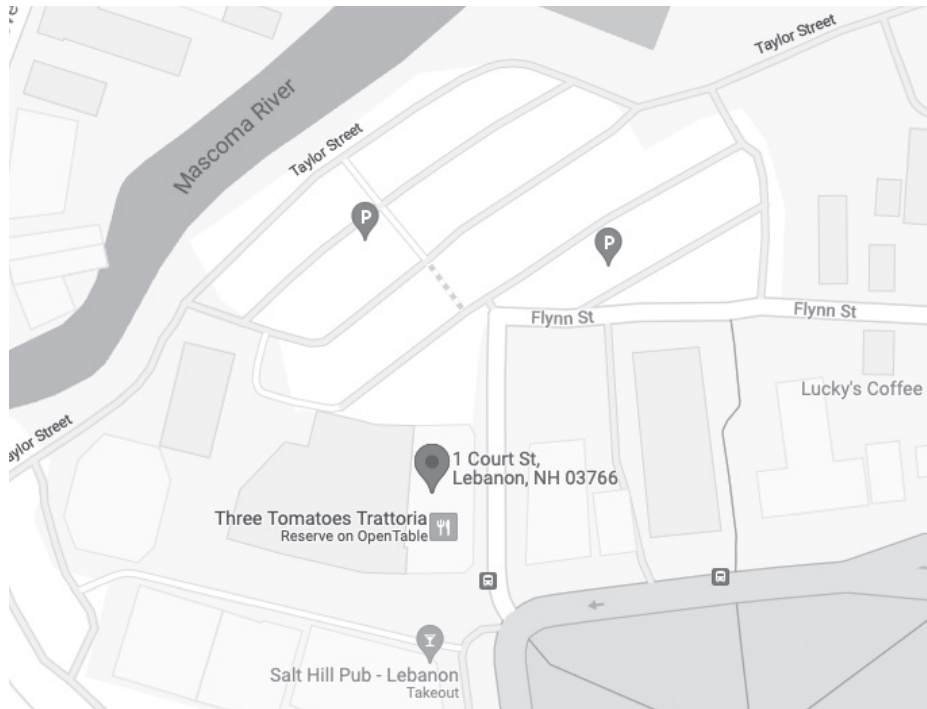 Taylor Street
Mascoma River
Taylor Street
P
P
Flynn St
Flynn St
Lucky's Coffee
1 Court St,
Lebanon, NH 03766
Taylor Street
Three Tomatoes Trattoria
Reserve on OpenTable
Salt Hill Pub - Lebanon
Takeout